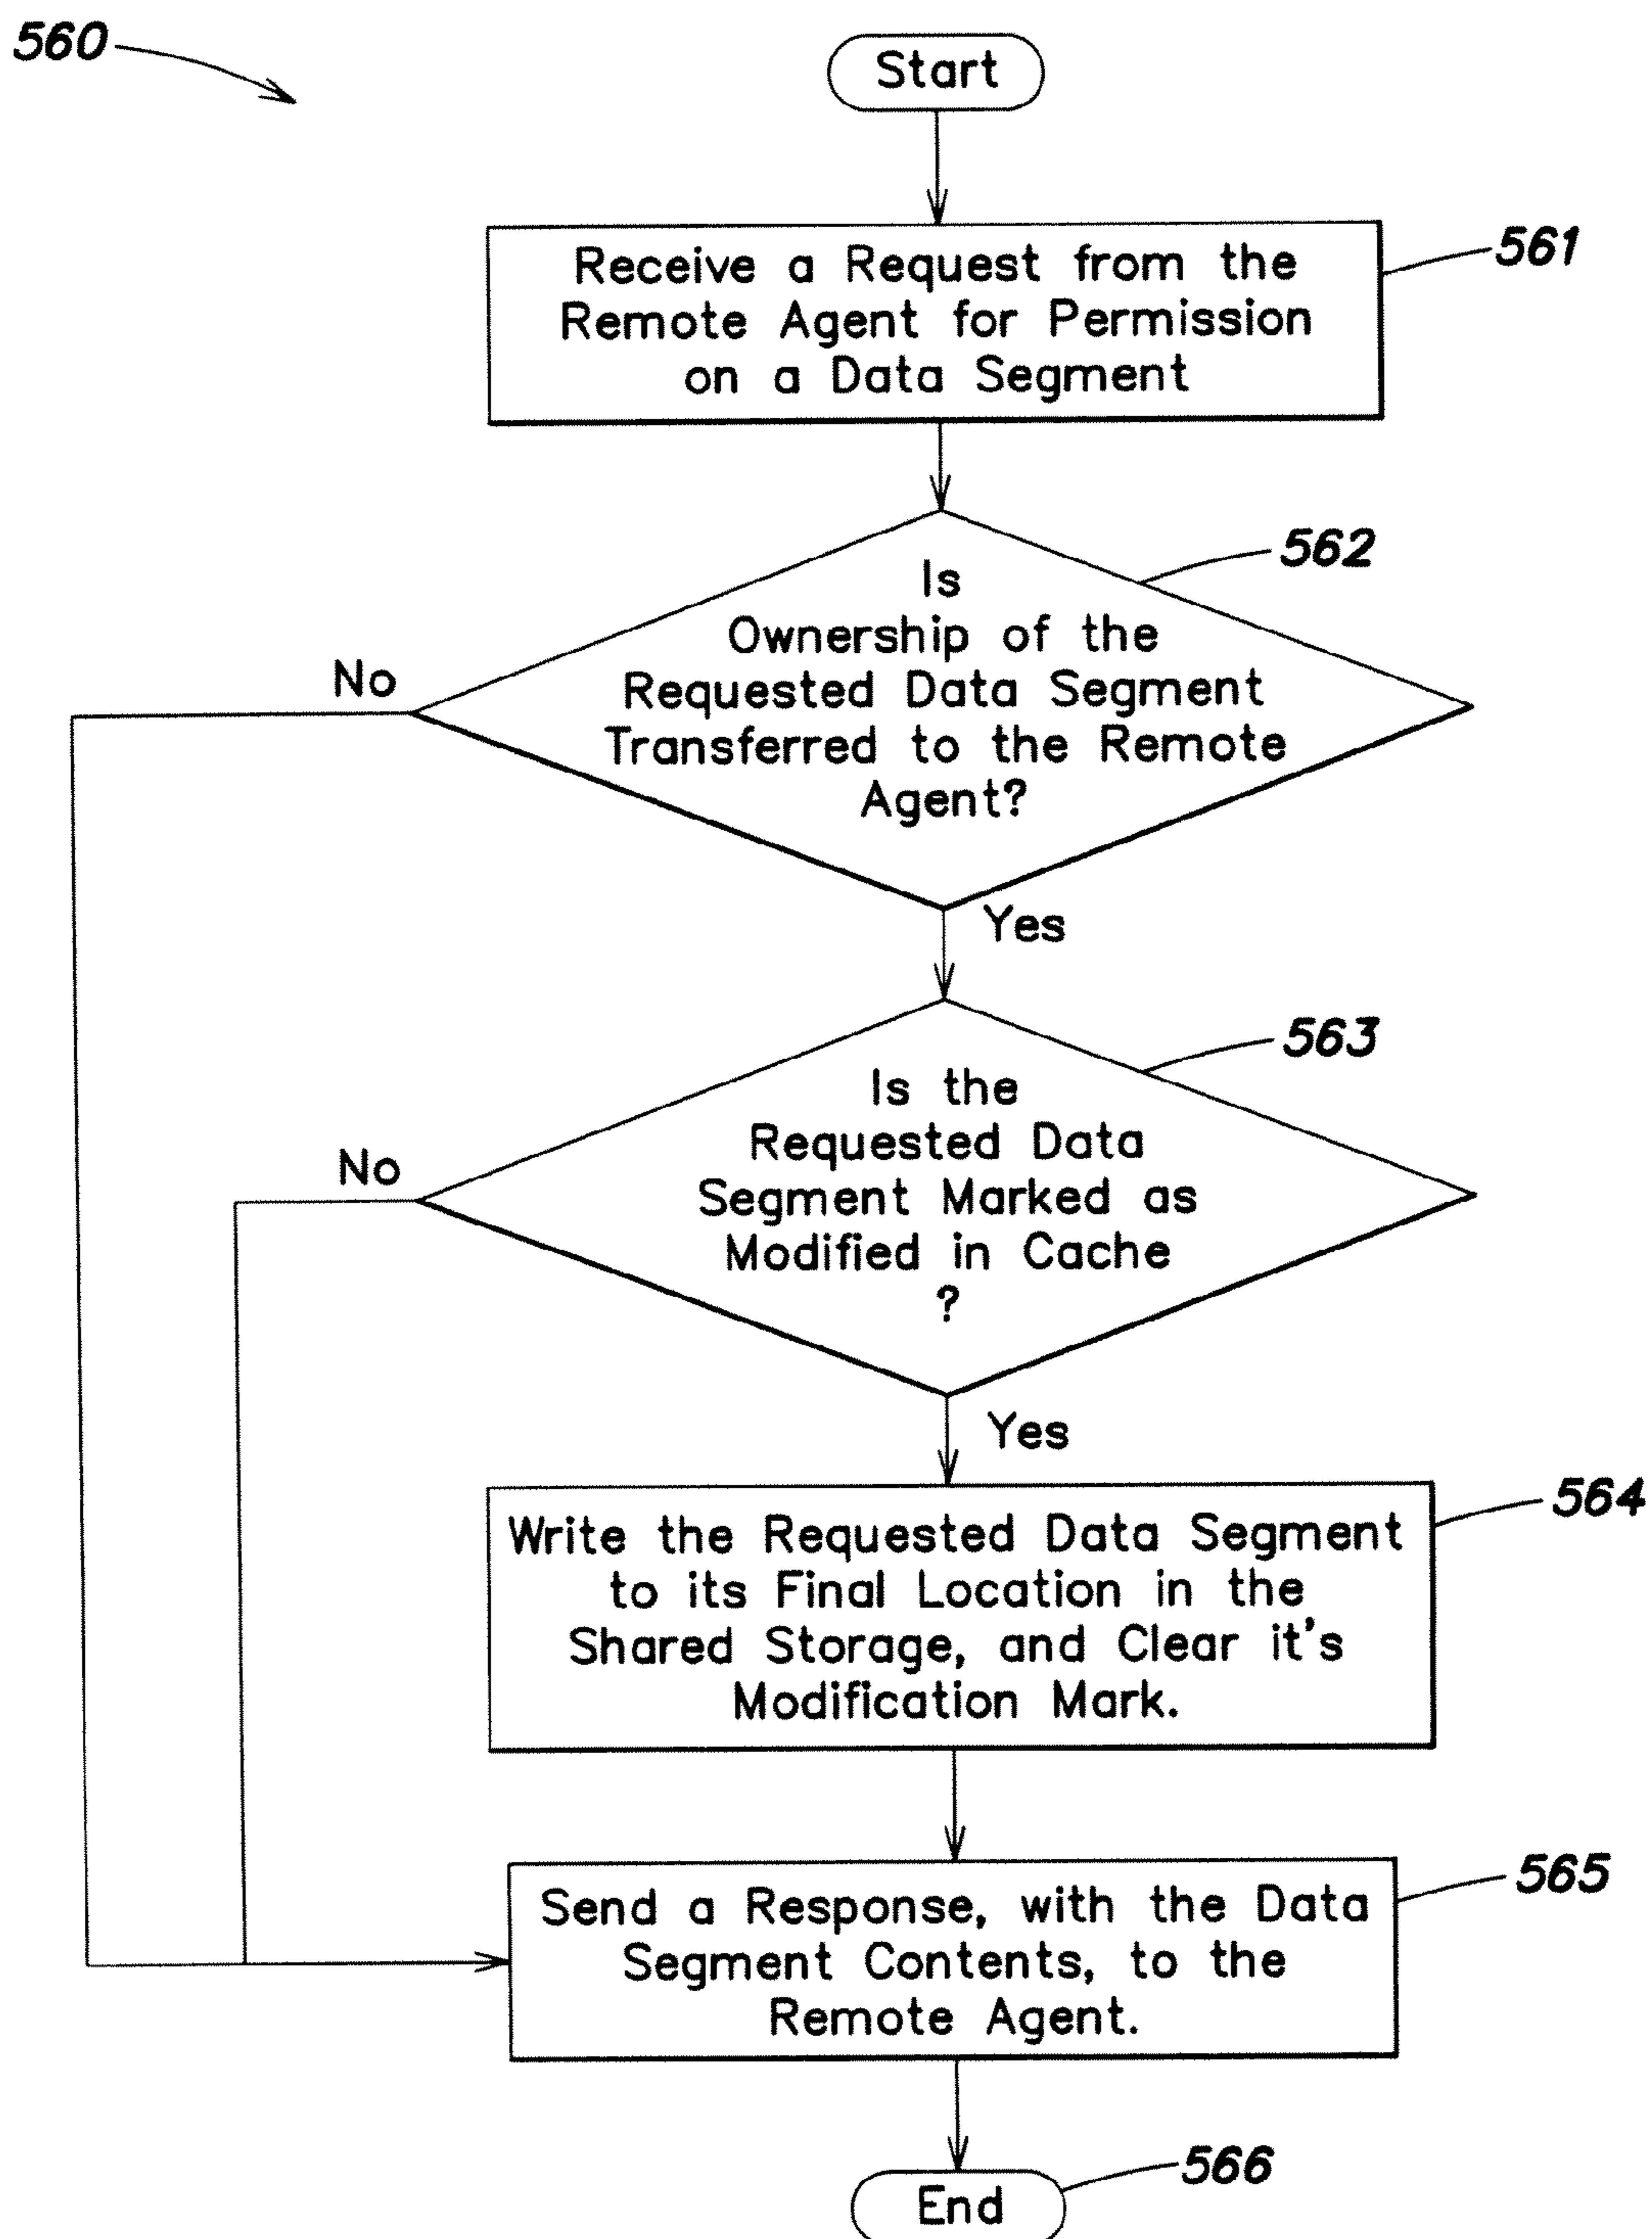 560
Start
Receive a Request from the
Remote Agent for Permission
on a Data Segment
561
Is
Ownership of the
Requested Data Segment
Transferred to the Remote
Agent?
562
No
Yes
Is the
Requested Data
Segment Marked as
Modified in Cache
?
563
No
Yes
Write the Requested Data Segment
to its Final Location in the
Shared Storage, and Clear it's
Modification Mark.
564
Send a Response, with the Data
Segment Contents, to the
Remote Agent.
565
End
566